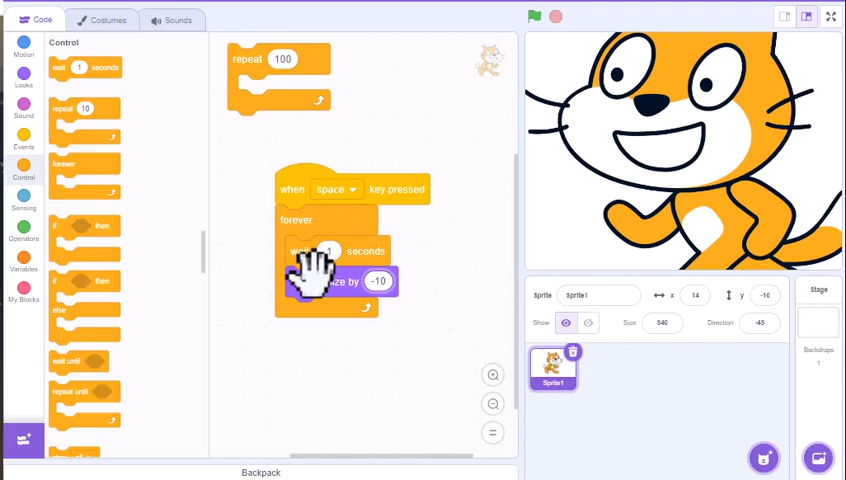 Code Costumes Sounds
Motion
Looks
Sound
Events
Control
Sensing
Operators
Variables
My Blocks
Control
wait 1 seconds
repeat 10
forever
if then
if then
else
wait until
repeat until
repeat 100
when space key pressed
forever
1 seconds
size by -10
Backpack
Sprite Sprite1 x 14 y -10
Show Size 540 Direction -45
Sprite1
Stage
Backdrops
1